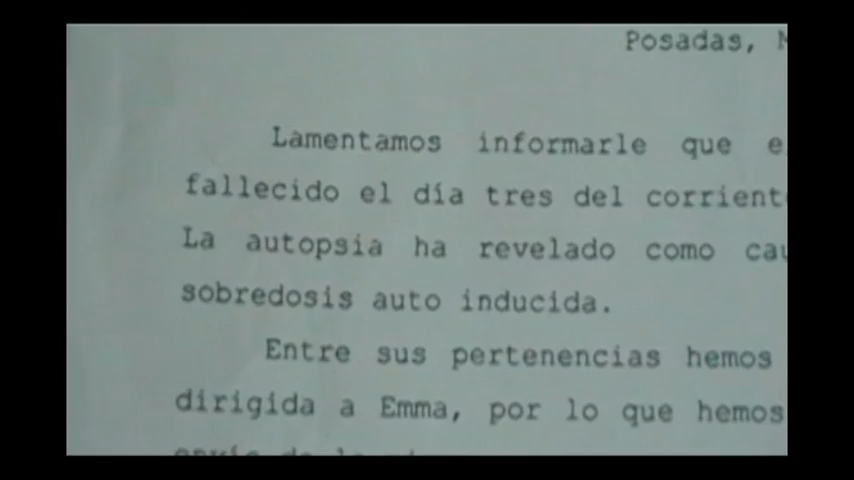 Posadas,
Lamentamos informarle que
fallecido el día tres del
La autopsia ha revelado como
sobredosis auto inducida.
Entre sus pertenencias hemos
dirigida a Emma, por lo que hemos